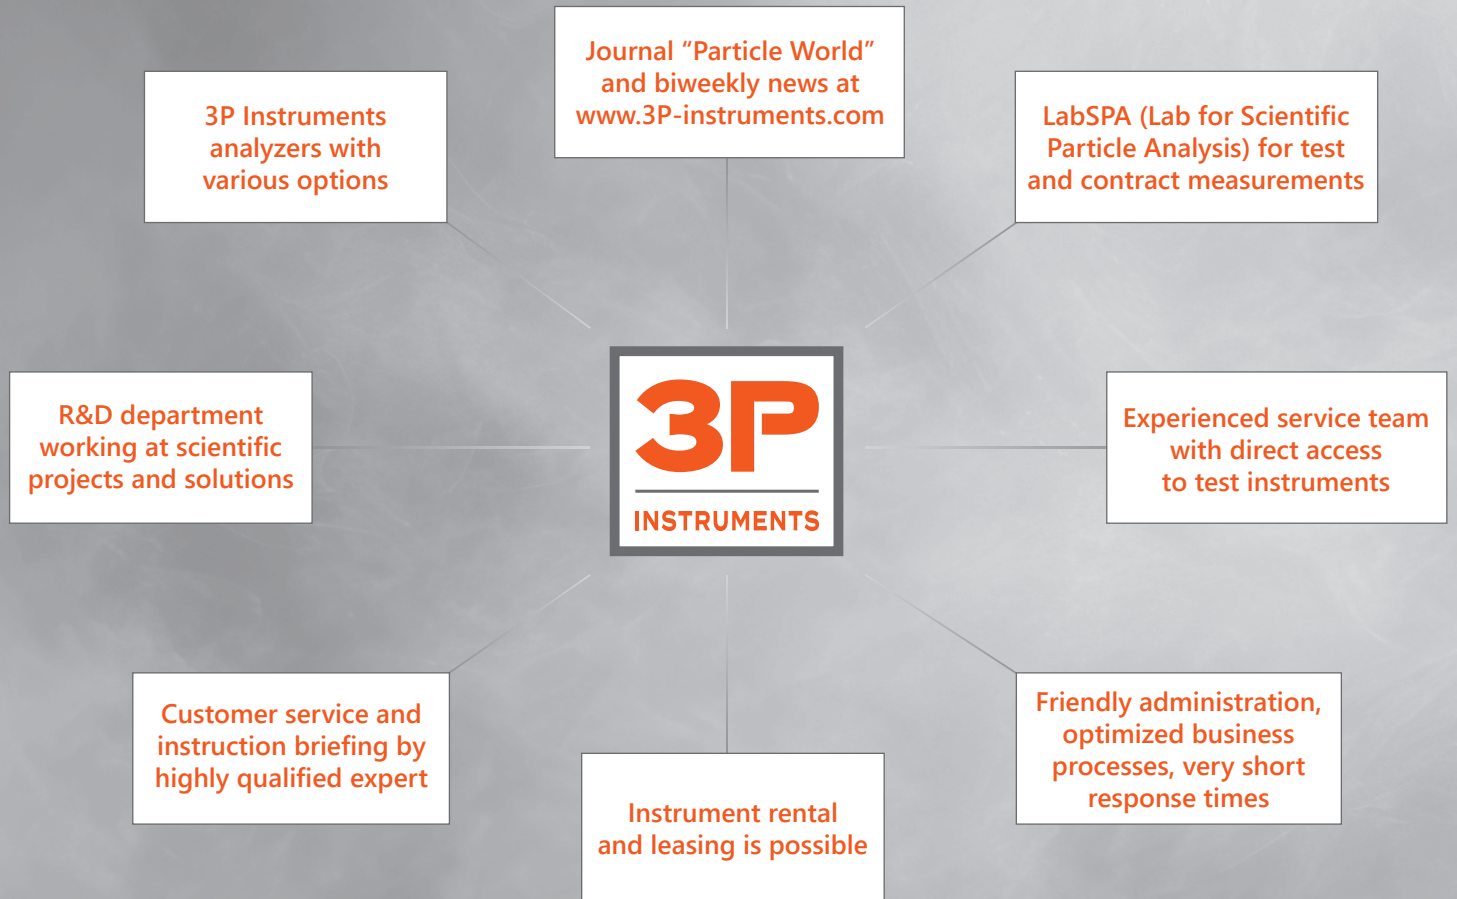 Journal “Particle World”
and biweekly news at
www.3P-instruments.com
3P Instruments
analyzers with
various options
LabSPA (Lab for Scientific
Particle Analysis) for test
and contract measurements
R&D department
working at scientific
projects and solutions
3P
INSTRUMENTS
Experienced service team
with direct access
to test instruments
Customer service and
instruction briefing by
highly qualified expert
Instrument rental
and leasing is possible
Friendly administration,
optimized business
processes, very short
response times